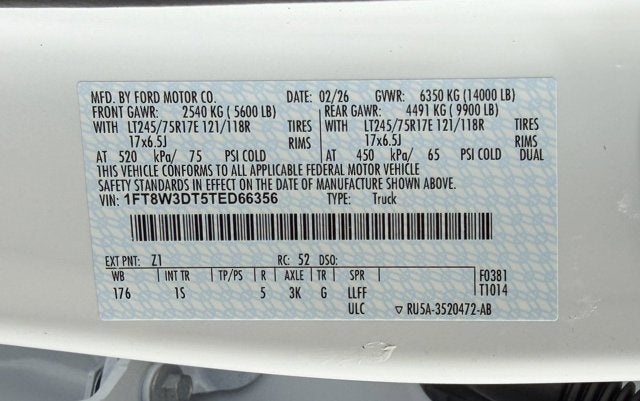 MFD. BY FORD MOTOR CO. DATE: 02/26 GVWR: 6350 KG (14000 LB)
FRONT GAWR: 2540 KG ( 5600 LB) REAR GAWR: 4491 KG ( 9900 LB)
WITH LT245/75R17E 121/118R TIRES WITH LT245/75R17E 121/118R TIRES
17x6.5J RIMS 17x6.5J RIMS
AT 520 kPa/ 75 PSI COLD AT 450 kPa/ 65 PSI COLD DUAL
THIS VEHICLE CONFORMS TO ALL APPLICABLE FEDERAL MOTOR VEHICLE
SAFETY STANDARDS IN EFFECT ON THE DATE OF MANUFACTURE SHOWN ABOVE.
VIN: 1FT8W3DT5TED66356 TYPE: Truck
EXT PNT: Z1 RC: 52 DSO:
WB INT TR TP/PS R AXLE TR SPR F0381
176 1S 5 3K G LLFF T1014
ULC ▽ RU5A-3520472-AB